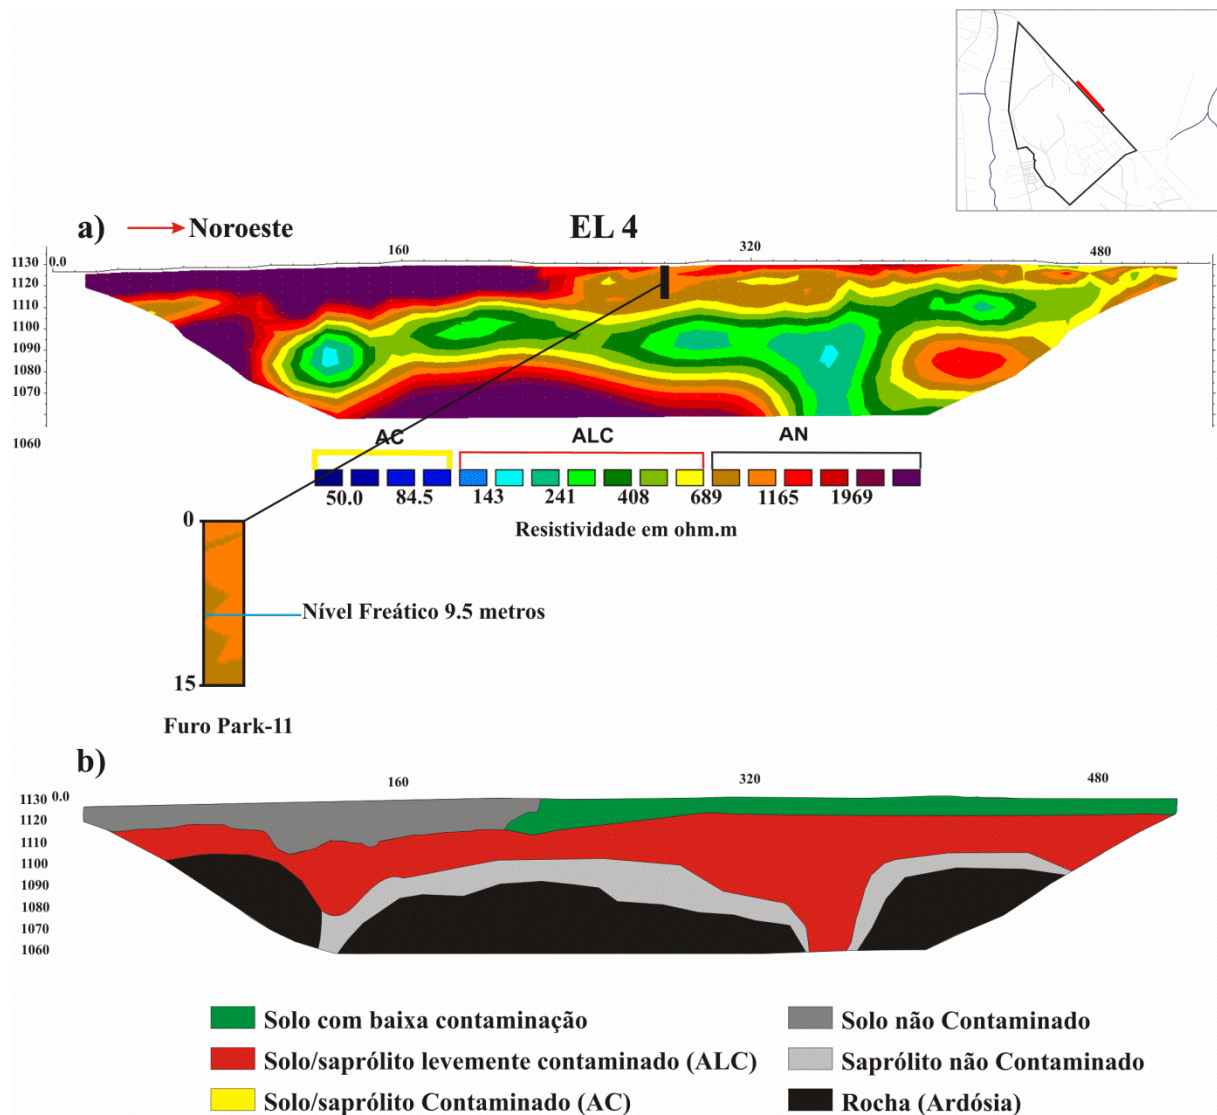 a)
Noroeste
EL 4
0.0 160 320 480
1130
1120
1110
1100
1090
1080
1070
1060
AC ALC AN
50.0 84.5 143 241 408 689 1165 1969
Resistividade em ohm.m
0
Nível Freático 9.5 metros
15
Furo Park-11
b)
160 320 480
1130 0.0
1120
1110
1100
1090
1080
1070
1060
Solo com baixa contaminação
Solo/saprólito levemente contaminado (ALC)
Solo/saprólito Contaminado (AC)
Solo não Contaminado
Saprólito não Contaminado
Rocha (Ardósia)